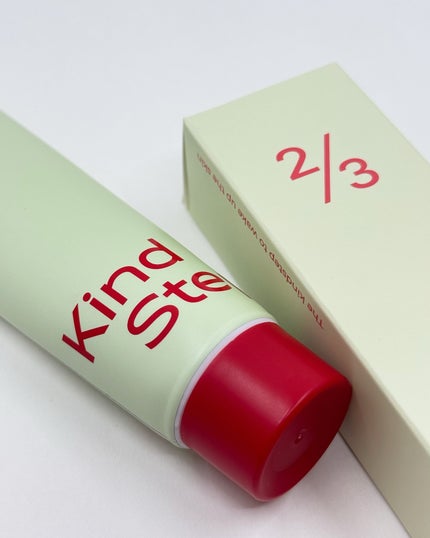 Kind
Ste
2/3
The kindstep to wake up the skin